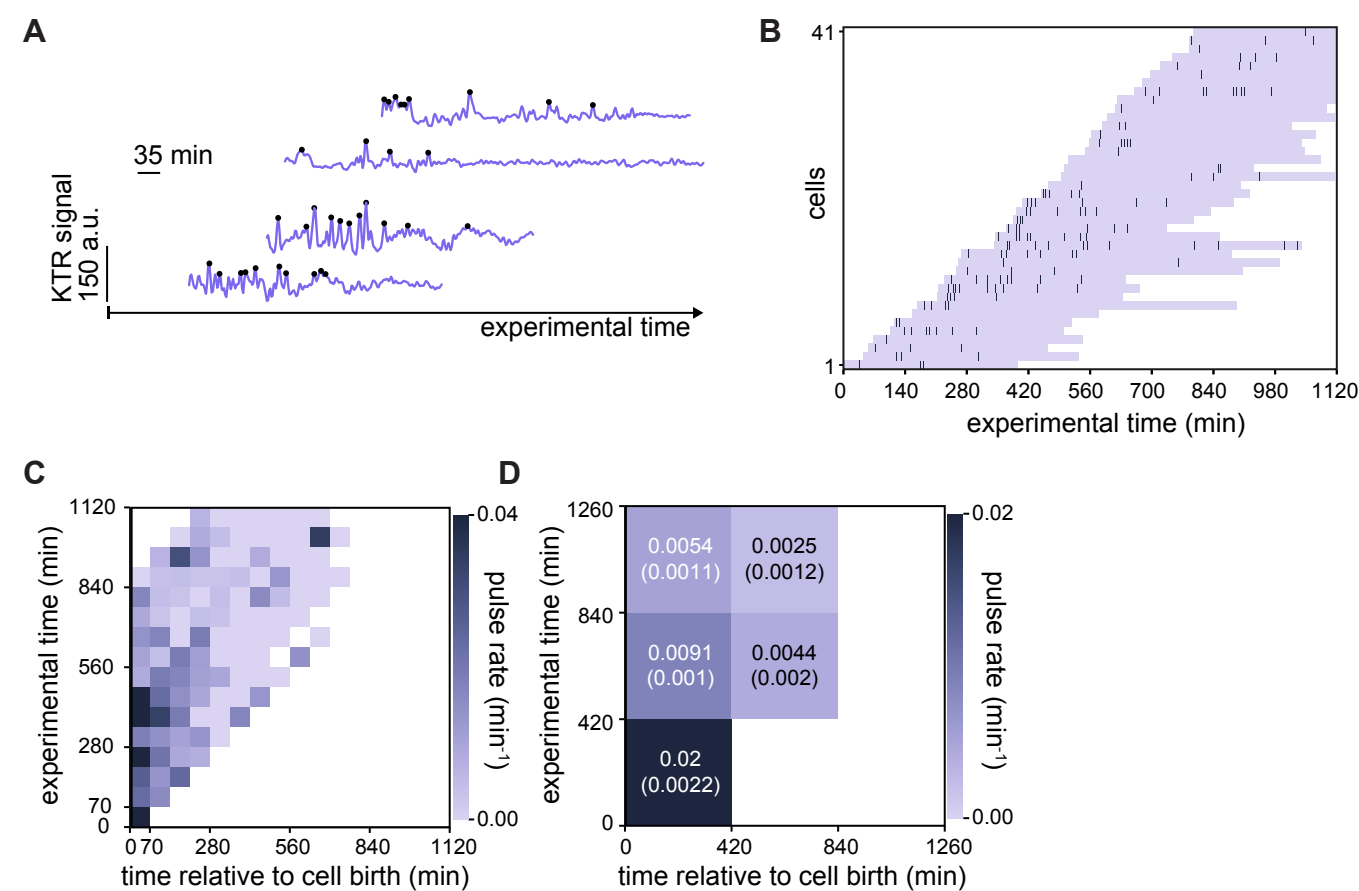 A
35 min
KTR signal
150 a.u.
experimental time
B
41
1
cells
0 140 280 420 560 700 840 980 1120
experimental time (min)
C
1120
840
560
280
70
0
experimental time (min)
0 70 280 560 840 1120
time relative to cell birth (min)
0.04
0.00
pulse rate (min-1)
D
1260
840
420
0
experimental time (min)
0.0054
(0.0011)
0.0025
(0.0012)
0.0091
(0.001)
0.0044
(0.002)
0.02
(0.0022)
0 420 840 1260
time relative to cell birth (min)
0.02
0.00
pulse rate (min-1)